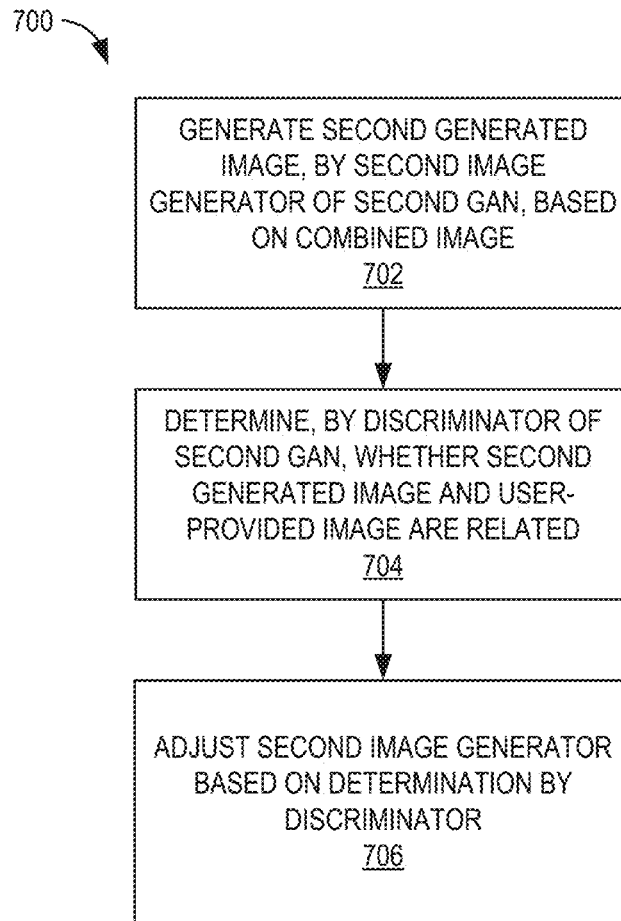 700
GENERATE SECOND GENERATED
IMAGE, BY SECOND IMAGE
GENERATOR OF SECOND GAN, BASED
ON COMBINED IMAGE
702
DETERMINE, BY DISCRIMINATOR OF
SECOND GAN, WHETHER SECOND
GENERATED IMAGE AND USER-
PROVIDED IMAGE ARE RELATED
704
ADJUST SECOND IMAGE GENERATOR
BASED ON DETERMINATION BY
DISCRIMINATOR
706